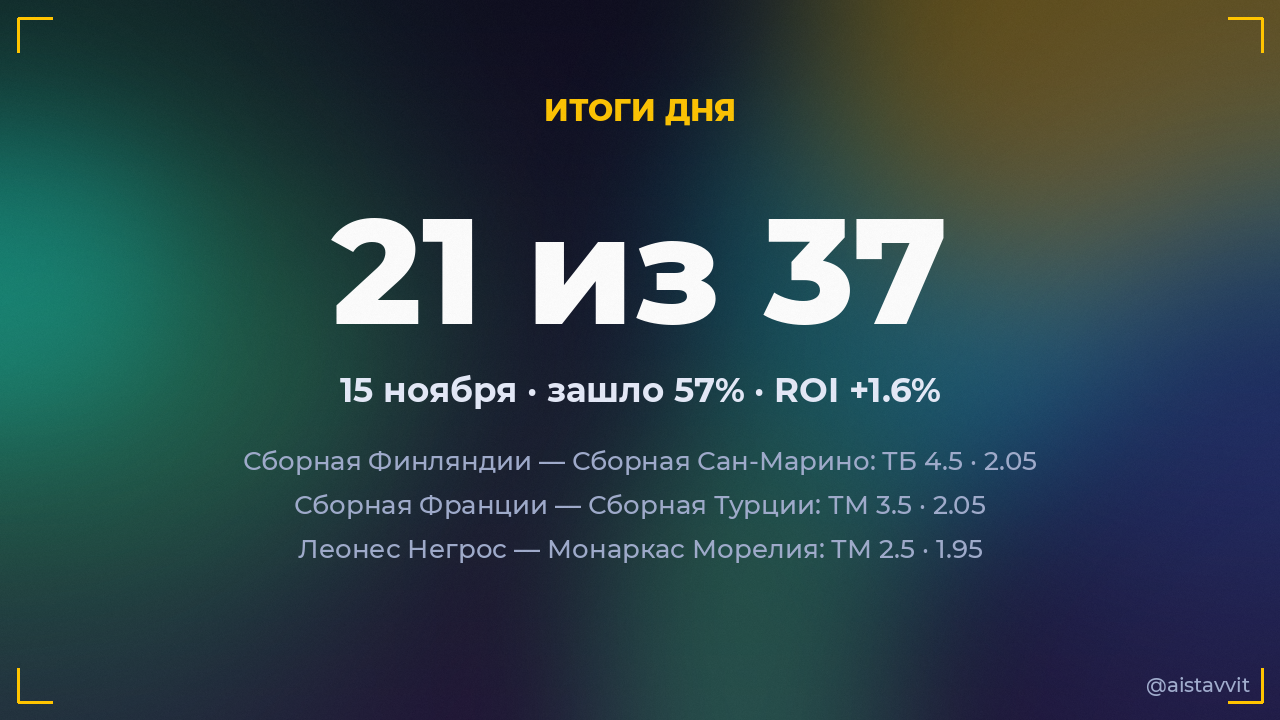 ИТОГИ ДНЯ
21 из 37
15 ноября · зашло 57% · ROI +1.6%
Сборная Финляндии — Сборная Сан-Марино: ТБ 4.5 · 2.05
Сборная Франции — Сборная Турции: ТМ 3.5 · 2.05
Леонес Негрос — Монаркас Морелия: ТМ 2.5 · 1.95
@aistavvit